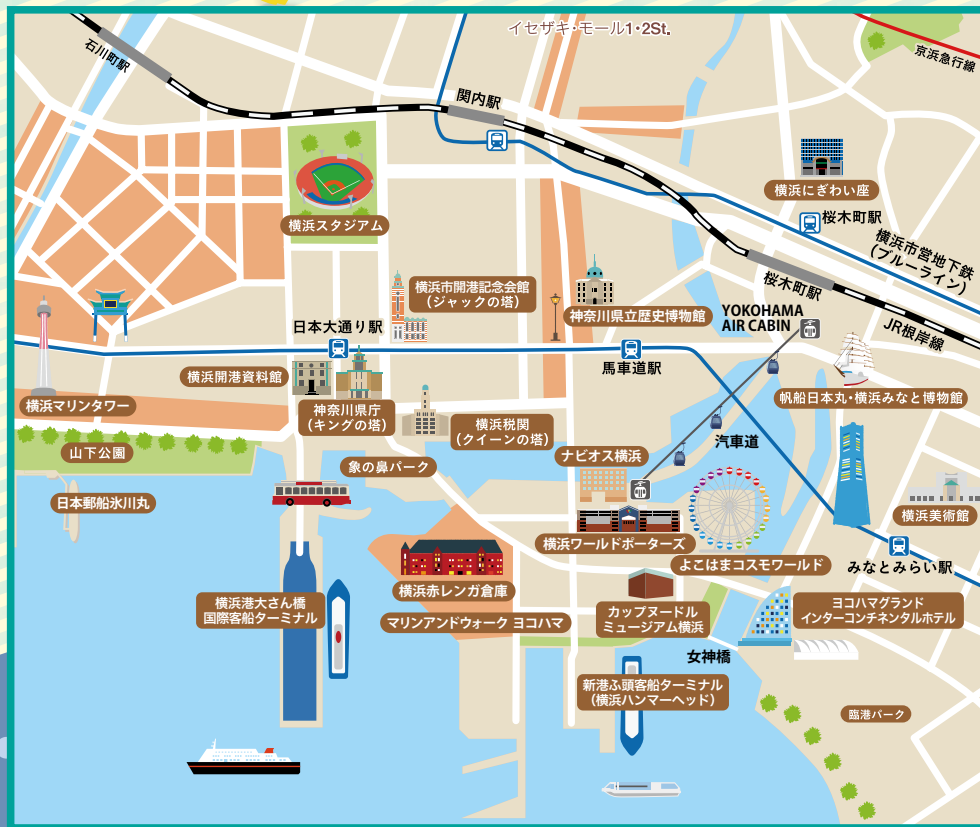 イセザキ・モール1・2St.
京浜急行線
石川町駅
関内駅
横浜にぎわい座
横浜スタジアム
桜木町駅
横浜市営地下鉄
(ブルーライン)
桜木町駅
JR根岸線
横浜市開港記念会館
(ジャックの塔)
神奈川県立歴史博物館
YOKOHAMA
AIR CABIN
日本大通り駅
馬車道駅
横浜開港資料館
帆船日本丸・横浜みなと博物館
横浜マリンタワー
神奈川県庁
(キングの塔)
横浜税関
(クイーンの塔)
汽車道
山下公園
象の鼻パーク
ナビオス横浜
日本郵船氷川丸
横浜美術館
横浜ワールドポーターズ
よこはまコスモワールド
みなとみらい駅
横浜赤レンガ倉庫
横浜港大さん橋
国際客船ターミナル
マリンアンドウォーク ヨコハマ
カップヌードル
ミュージアム横浜
ヨコハマグランド
インターコンチネンタルホテル
女神橋
新港ふ頭客船ターミナル
(横浜ハンマーヘッド)
臨港パーク